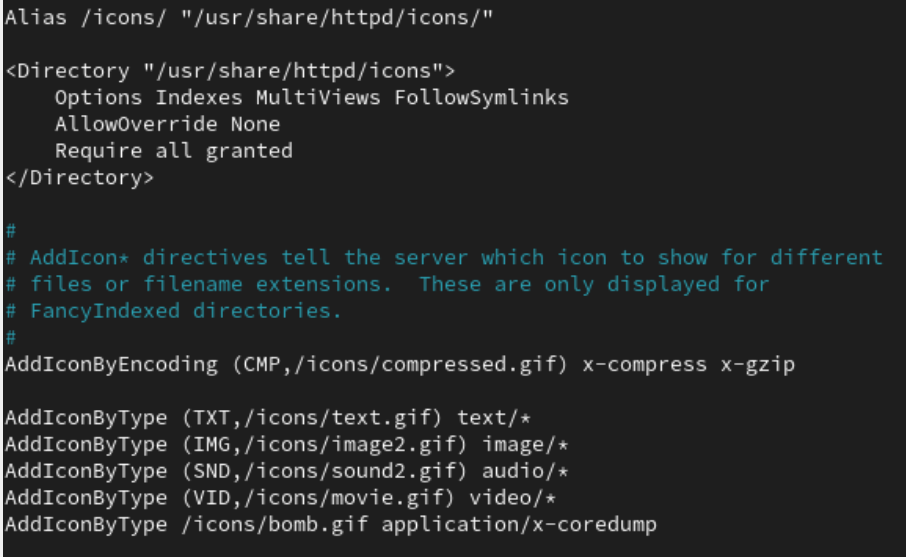 Alias /icons/ "/usr/share/httpd/icons/"

<Directory "/usr/share/httpd/icons">
    Options Indexes MultiViews FollowSymlinks
    AllowOverride None
    Require all granted
</Directory>

#
# AddIcon* directives tell the server which icon to show for different
# files or filename extensions.  These are only displayed for
# FancyIndexed directories.
#
AddIconByEncoding (CMP,/icons/compressed.gif) x-compress x-gzip

AddIconByType (TXT,/icons/text.gif) text/*
AddIconByType (IMG,/icons/image2.gif) image/*
AddIconByType (SND,/icons/sound2.gif) audio/*
AddIconByType (VID,/icons/movie.gif) video/*
AddIconByType /icons/bomb.gif application/x-coredump